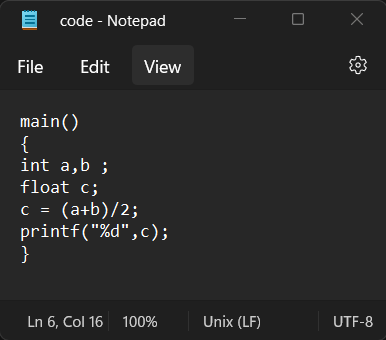 code - Notepad
File Edit View
main()
{
int a,b ;
float c;
c = (a+b)/2;
printf("%d",c);
}
Ln 6, Col 16 100% Unix (LF) UTF-8